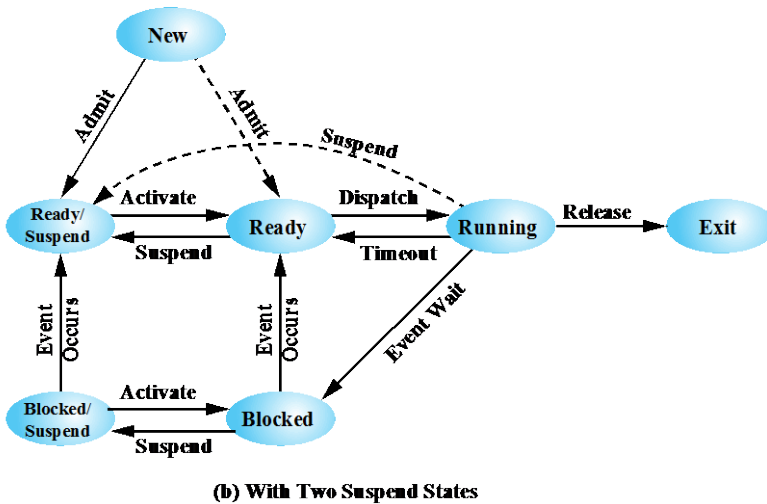 New
Admit
Admit
Suspend
Ready/
Suspend
Activate
Suspend
Ready
Dispatch
Timeout
Running
Release
Exit
Event
Occurs
Event
Occurs
Event Wait
Blocked/
Suspend
Activate
Suspend
Blocked
(b) With Two Suspend States